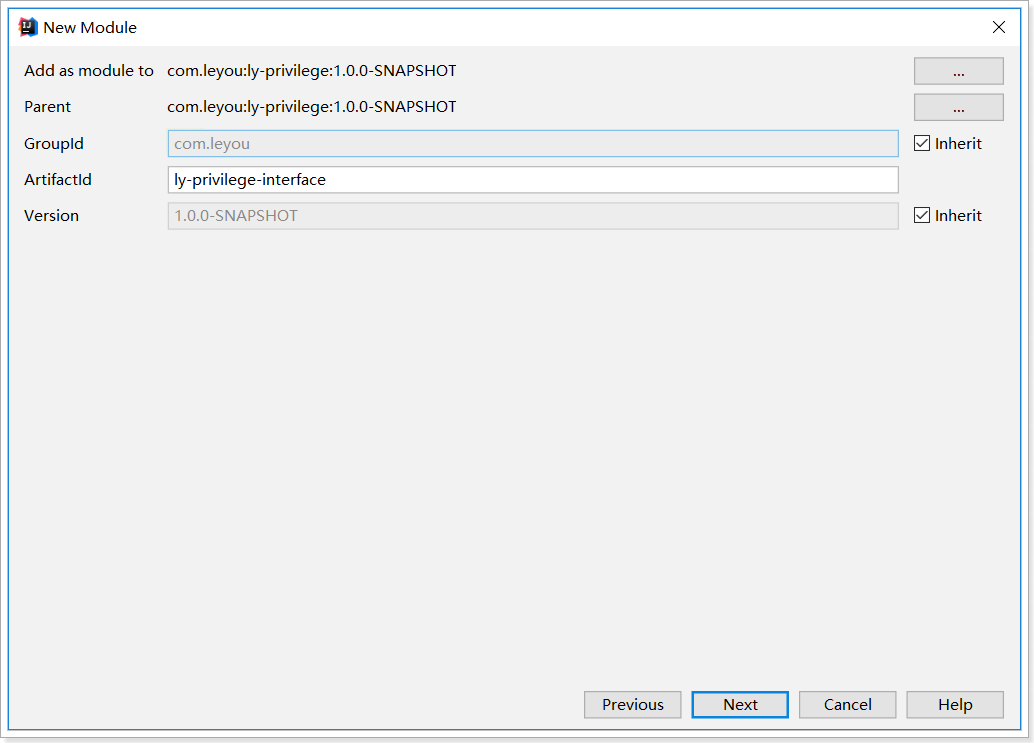 New Module
Add as module to com.leyou:ly-privilege:1.0.0-SNAPSHOT ...
Parent com.leyou:ly-privilege:1.0.0-SNAPSHOT ...
GroupId com.leyou Inherit
ArtifactId ly-privilege-interface
Version 1.0.0-SNAPSHOT Inherit
Previous Next Cancel Help